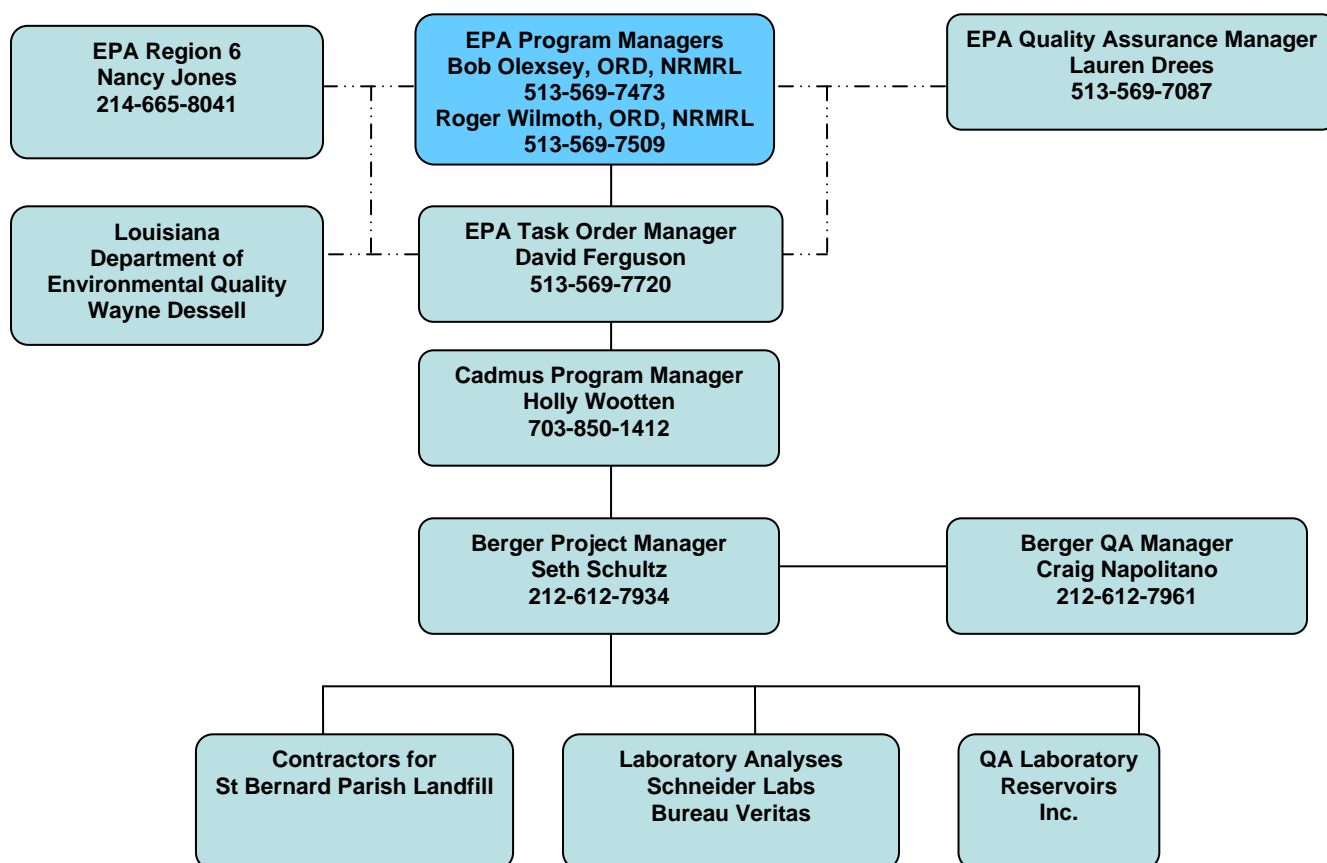 EPA Region 6
Nancy Jones
214-665-8041
EPA Program Managers
Bob Olexsey, ORD, NRMRL
513-569-7473
Roger Wilmoth, ORD, NRMRL
513-569-7509
EPA Quality Assurance Manager
Lauren Drees
513-569-7087
Louisiana
Department of
Environmental Quality
Wayne Dessell
EPA Task Order Manager
David Ferguson
513-569-7720
Cadmus Program Manager
Holly Wootten
703-850-1412
Berger Project Manager
Seth Schultz
212-612-7934
Berger QA Manager
Craig Napolitano
212-612-7961
Contractors for
St Bernard Parish Landfill
Laboratory Analyses
Schneider Labs
Bureau Veritas
QA Laboratory
Reservoirs
Inc.